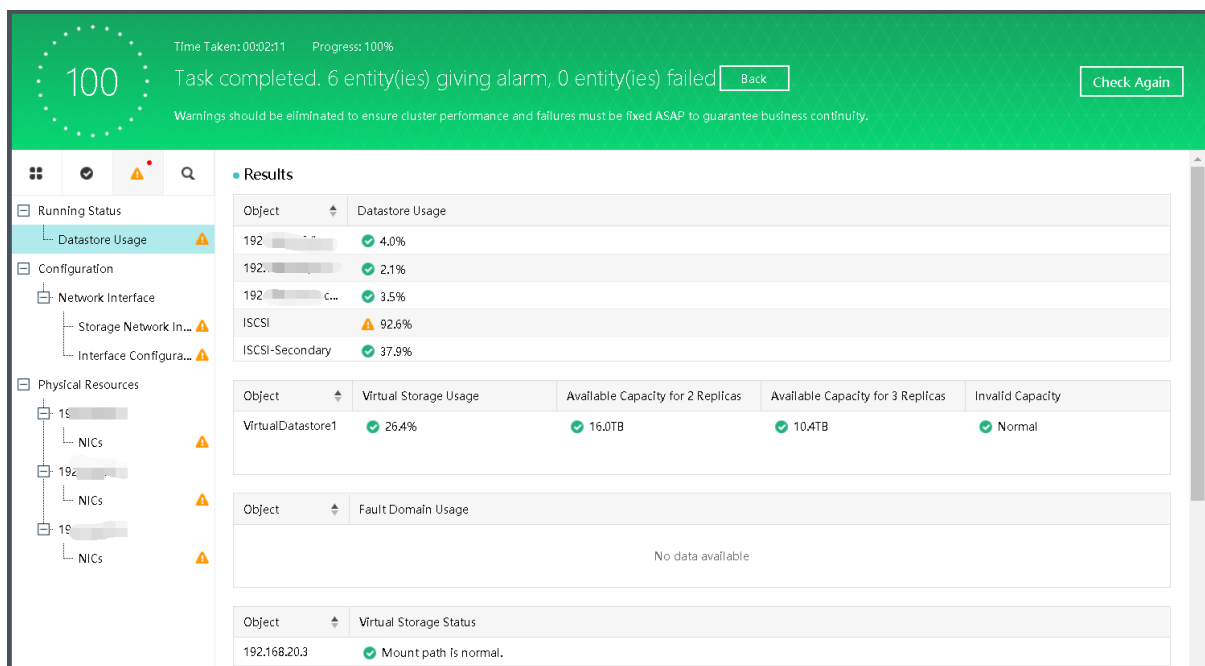 Time Taken: 00:02:11 Progress: 100%
100
Task completed. 6 entity(ies) giving alarm, 0 entity(ies) failed Back
Check Again
Warnings should be eliminated to ensure cluster performance and failures must be fixed ASAP to guarantee business continuity.
Running Status
Datastore Usage
Configuration
Network Interface
Storage Network In...
Interface Configura...
Physical Resources
NICs
NICs
NICs
Results
Object Datastore Usage
192 4.0%
192. 2.1%
192 c... 3.5%
ISCSI 92.6%
ISCSI-Secondary 37.9%
Object Virtual Storage Usage Available Capacity for 2 Replicas Available Capacity for 3 Replicas Invalid Capacity
VirtualDatastore1 26.4% 16.0TB 10.4TB Normal
Object Fault Domain Usage
No data available
Object Virtual Storage Status
192.168.20.3 Mount path is normal.